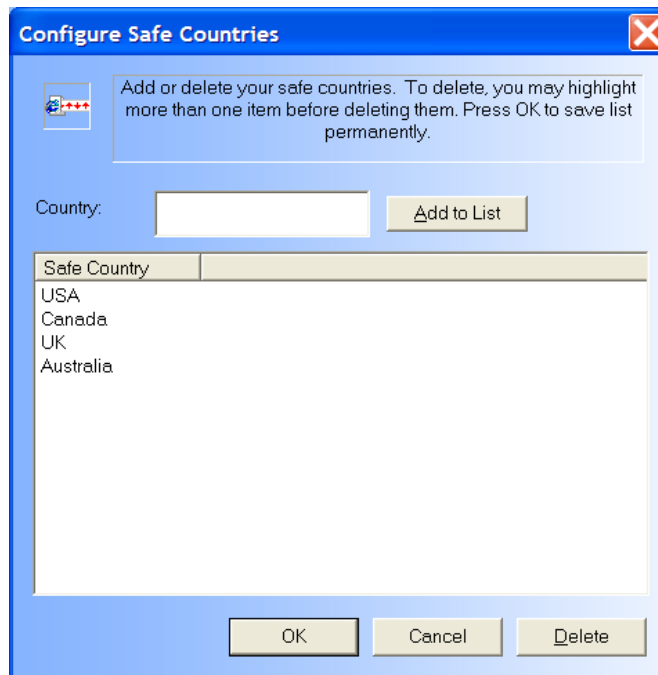 Configure Safe Countries
Add or delete your safe countries. To delete, you may highlight
more than one item before deleting them. Press OK to save list
permanently.
Country:
Add to List
Safe Country
USA
Canada
UK
Australia
OK
Cancel
Delete